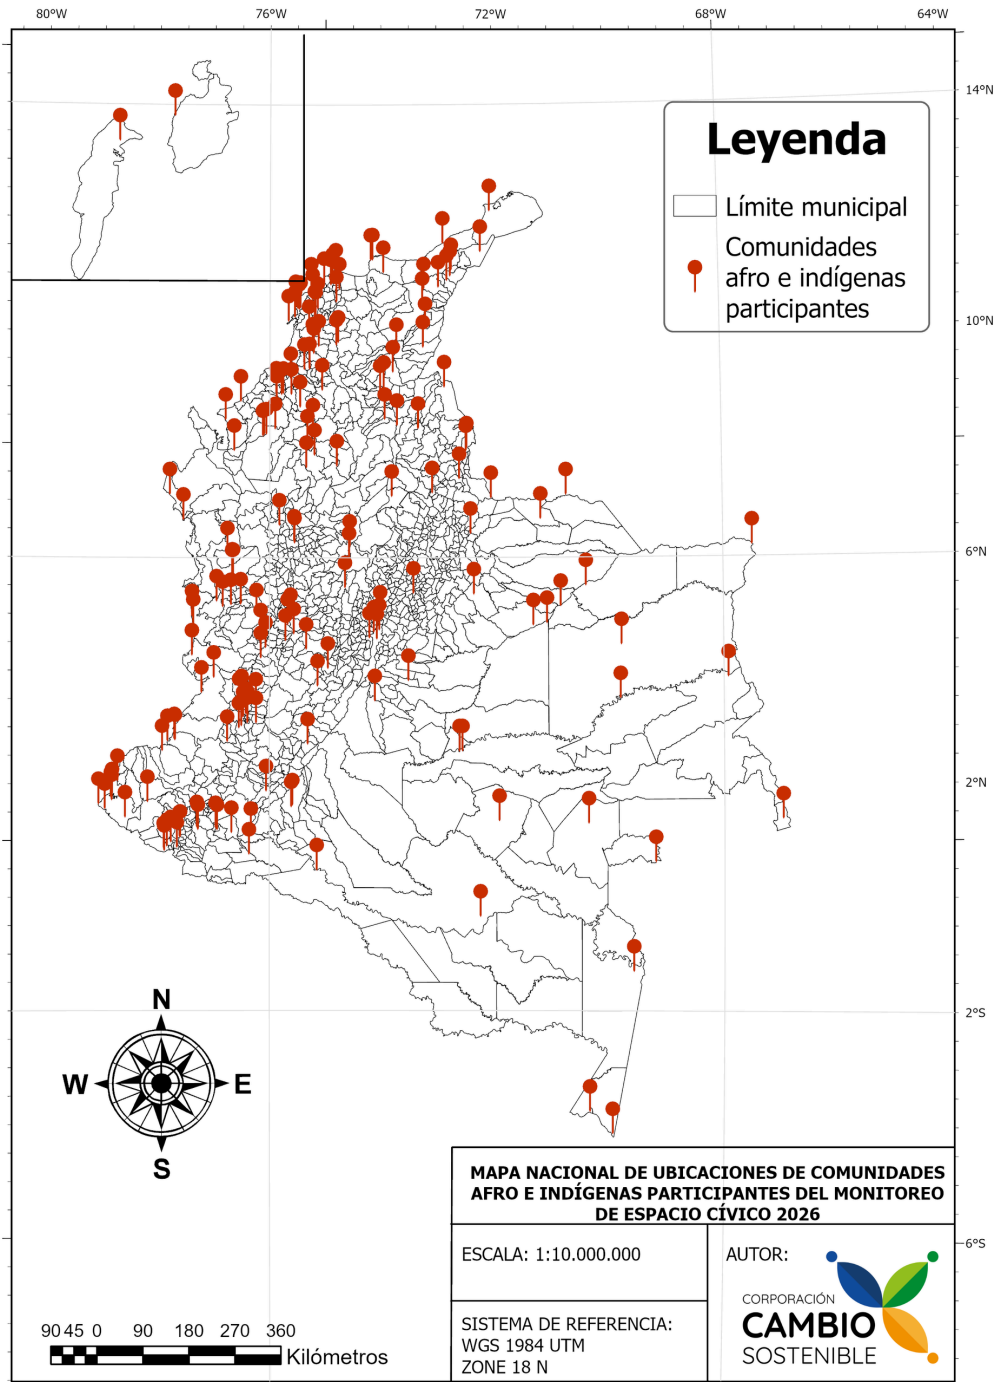 80°W 76°W 72°W 68°W 64°W
14°N
Leyenda
Límite municipal
Comunidades
afro e indígenas
participantes
10°N
6°N
2°N
2°S
N
W E
S
MAPA NACIONAL DE UBICACIONES DE COMUNIDADES
AFRO E INDÍGENAS PARTICIPANTES DEL MONITOREO
DE ESPACIO CÍVICO 2026
6°S
ESCALA: 1:10.000.000
AUTOR:
CORPORACIÓN
CAMBIO
SOSTENIBLE
SISTEMA DE REFERENCIA:
WGS 1984 UTM
ZONE 18 N
90 45 0 90 180 270 360
Kilómetros